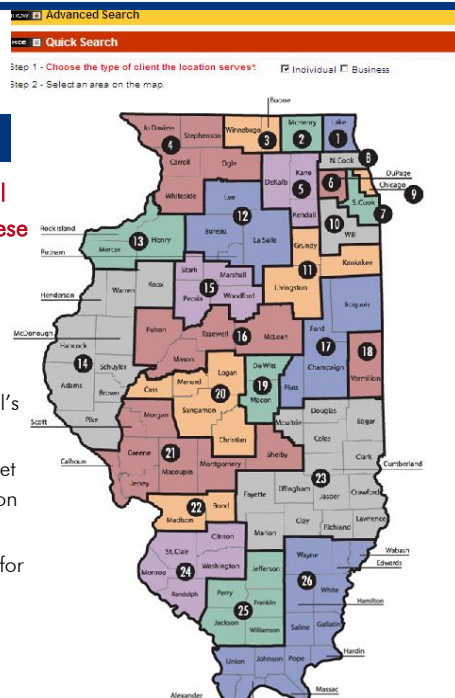 Advanced Search
Quick Search
Step 1 - Choose the type of client the location serves*: Individual Business
Step 2 - Select an area on the map.
Boone
Jo Daviess Stephenson Winnebago McHenry Lake
4 3 2 1
Carroll Ogle N. Cook 8
DuPage
Kane Chicago 9
DeKalb 5 6
Whiteside S. Cook 7
Lee Kendall
12 10
Will
Rock Island
Bureau La Salle
13 Henry Grundy
Mercer
Putnam
11 Kankakee
Stark Marshall
Henderson Warren Knox 15 Livingston
Peoria Woodford Iroquois
McDonough Fulton Tazewell 16 McLean Ford
Hancock
17 18
14 Mason Logan De Witt
Schuyler Champaign
Adams Menard 20 19 Piatt Vermilion
Brown Cass Macon
Sangamon Douglas
Pike Morgan Moultrie Edgar
Scott Christian Coles
21
Greene Shelby Clark
Calhoun Macoupin Montgomery Cumberland
Jersey 23
Fayette Effingham Jasper Crawford
22 Bond
Madison Clay Lawrence
Richland
Clinton Marion
St.Clair Wayne Wabash
24 Washington Jefferson Edwards
Monroe
Perry 26 White
Randolph Franklin Hamilton
25
Jackson Williamson Saline Gallatin
Hardin
Union Johnson Pope
Massac
Alexander
l
ese
l's
et
on
for